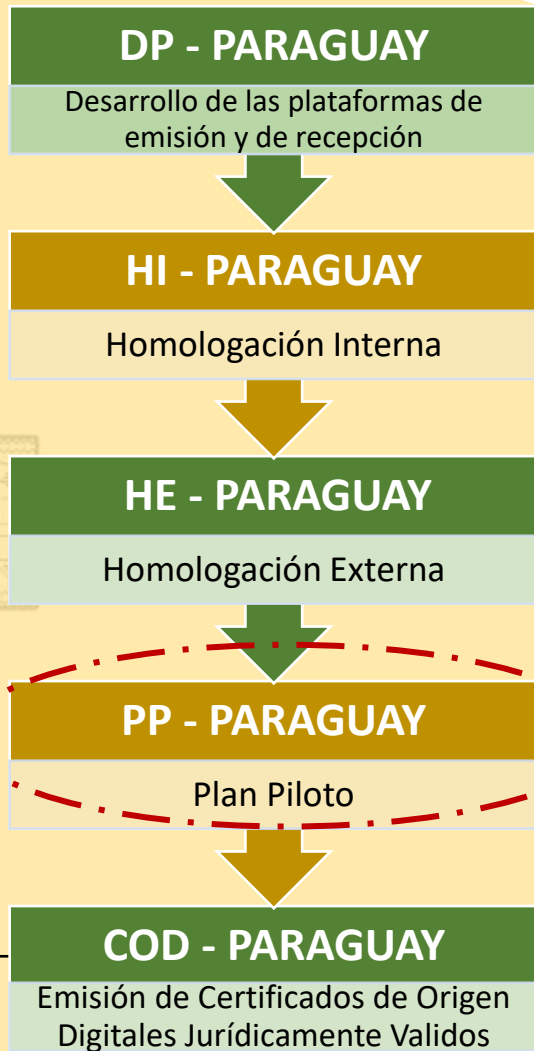 DP - PARAGUAY
Desarrollo de las plataformas de
emisión y de recepción
HI - PARAGUAY
Homologación Interna
HE - PARAGUAY
Homologación Externa
PP - PARAGUAY
Plan Piloto
COD - PARAGUAY
Emisión de Certificados de Origen
Digitales Jurídicamente Validos